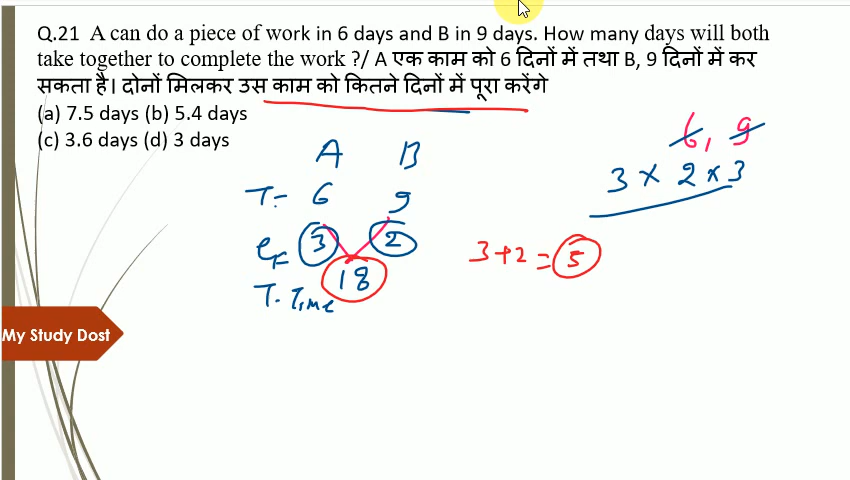 Q.21 A can do a piece of work in 6 days and B in 9 days. How many days will both
take together to complete the work ?/ A एक काम को 6 दिनों में तथा B, 9 दिनों में कर
सकता है। दोनों मिलकर उस काम को कितने दिनों में पूरा करेंगे
(a) 7.5 days (b) 5.4 days
(c) 3.6 days (d) 3 days
6, 9
A B
3 × 2 × 3
T- 6 9
eF 3 2
3+2 = 5
18
T. Time
My Study Dost